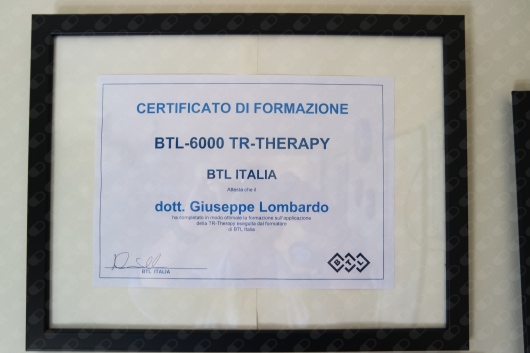 CERTIFICATO DI FORMAZIONE
BTL-6000 TR-THERAPY
BTL ITALIA
Attesta che il
dott. Giuseppe Lombardo
ha completato in modo ottimale la formazione sull'applicazione
della TR-Therapy eseguita dal formatore
di BTL Italia
BTL ITALIA
BTL